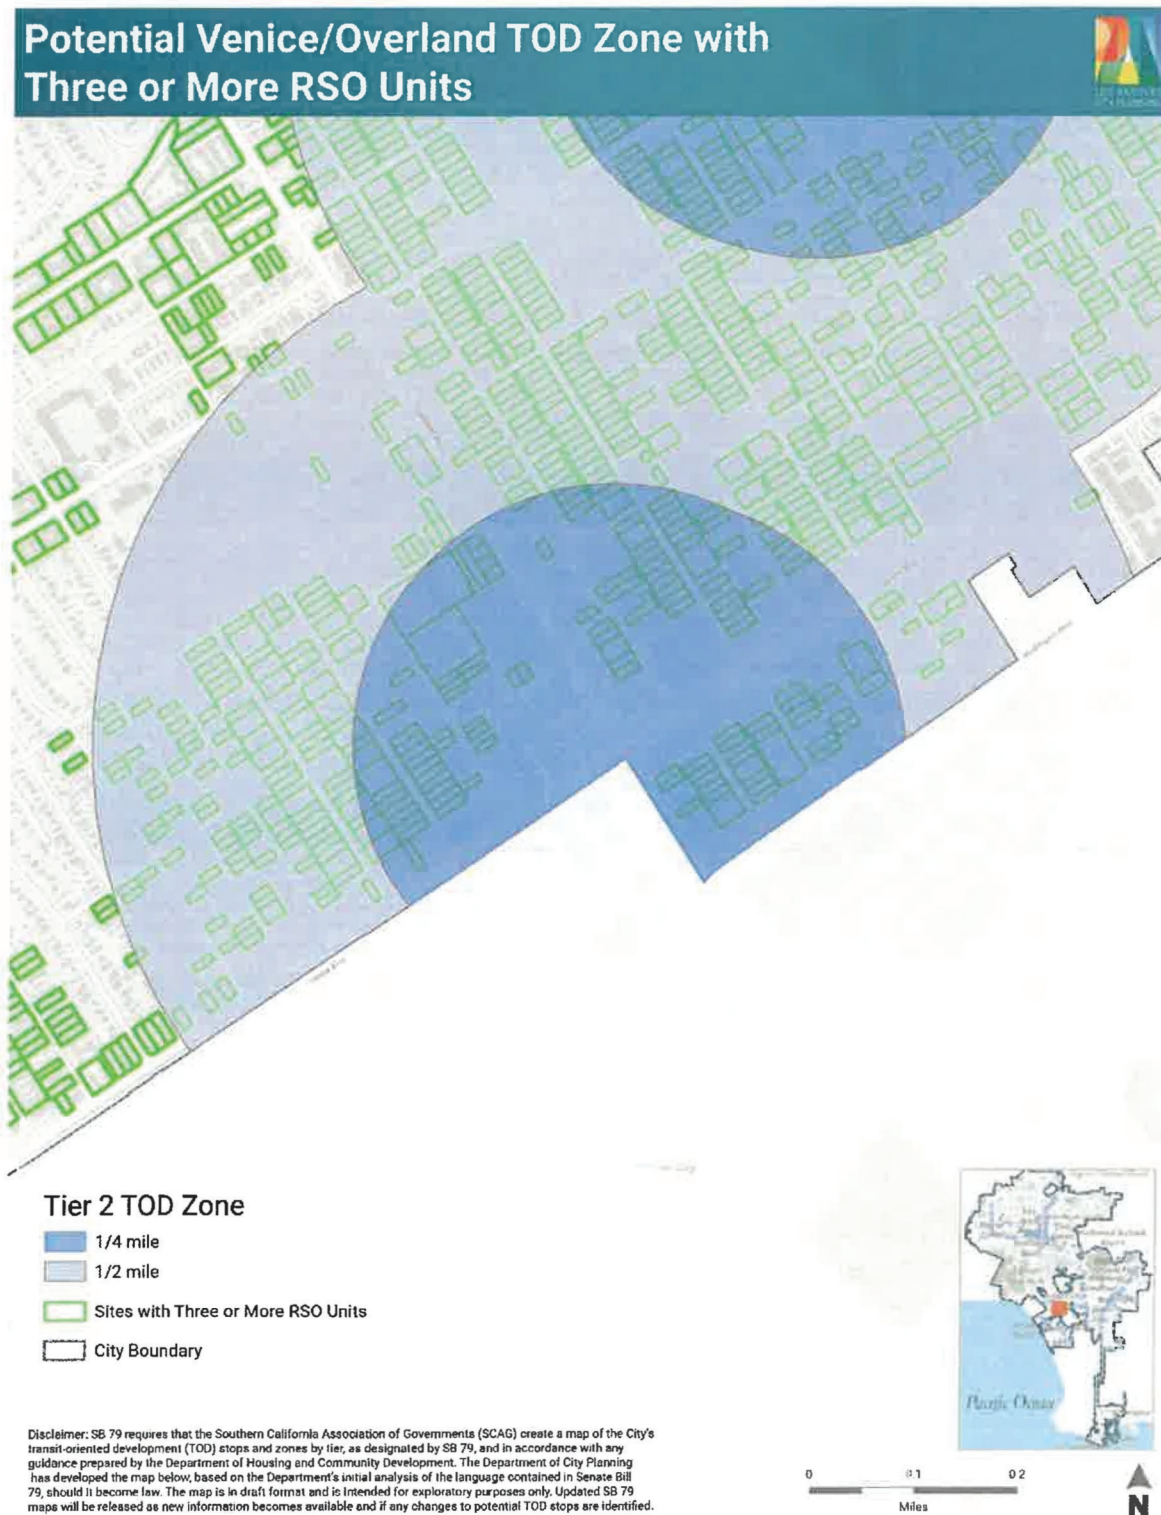 Potential Venice/Overland TOD Zone with
Three or More RSO Units
Tier 2 TOD Zone
1/4 mile
1/2 mile
Sites with Three or More RSO Units
City Boundary
Pacific Ocean
Disclaimer: SB 79 requires that the Southern California Association of Governments (SCAG) create a map of the City's
transit-oriented development (TOD) stops and zones by tier, as designated by SB 79, and in accordance with any
guidance prepared by the Department of Housing and Community Development. The Department of City Planning
has developed the map below, based on the Department's initial analysis of the language contained in Senate Bill
79, should it become law. The map is in draft format and is intended for exploratory purposes only. Updated SB 79
maps will be released as new information becomes available and if any changes to potential TOD stops are identified.
0 0.1 0.2
Miles
N